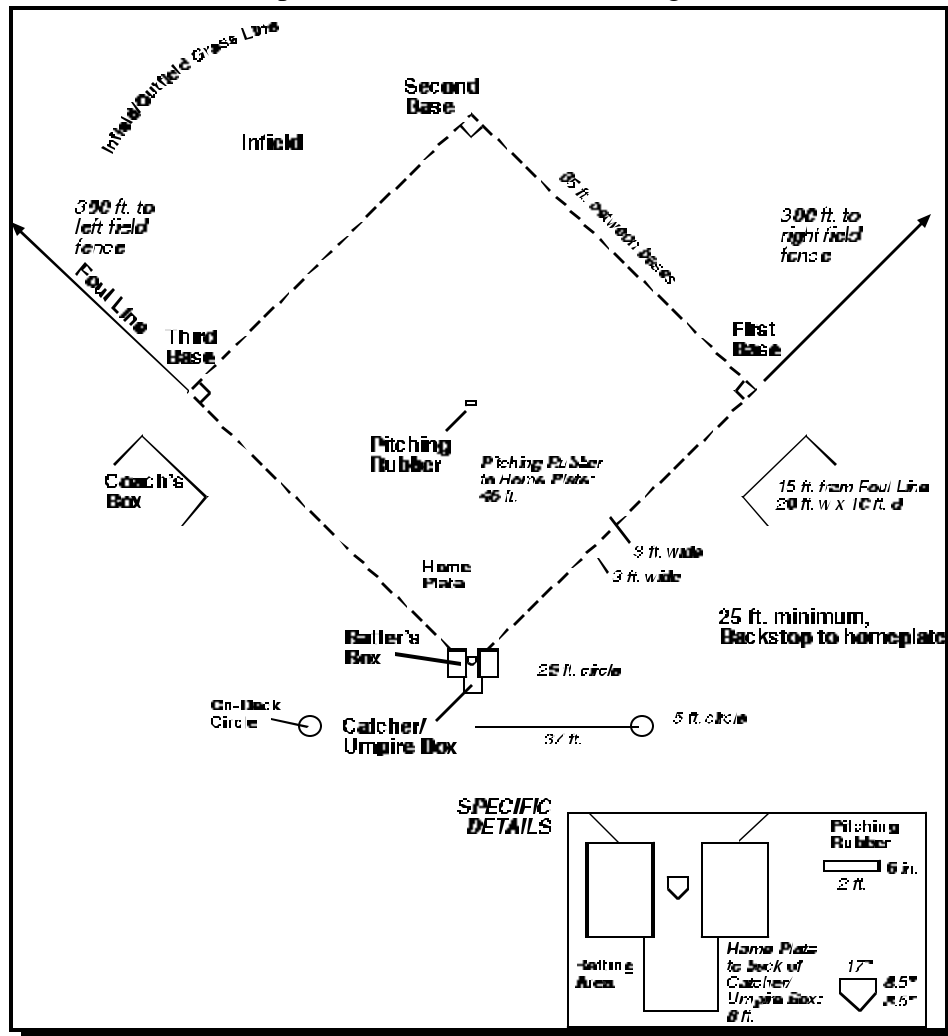 Infield/Outfield Grass Line
Second
Base
Infield
300 ft. to
left field
fence
65 ft. between bases
300 ft. to
right field
fence
Foul Line
Third
Base
First
Base
Pitching
Rubber
Pitching Rubber
to Home Plate:
46 ft.
Coach's
Box
15 ft. from Foul Line
20 ft. w x 10 ft. d
3 ft. wide
3 ft. wide
Home
Plate
25 ft. minimum,
Backstop to homeplate
Batter's
Box
ft. circle
On-Deck
Circle
Catcher/
Umpire Box
37 ft.
5 ft. circle
SPECIFIC
DETAILS
Pitching
Rubber
6 in.
2 ft.
Batting
Area
Home Plate
to back of
Catcher/
Umpire Box:
8 ft.
17"
8.5"
8.5"